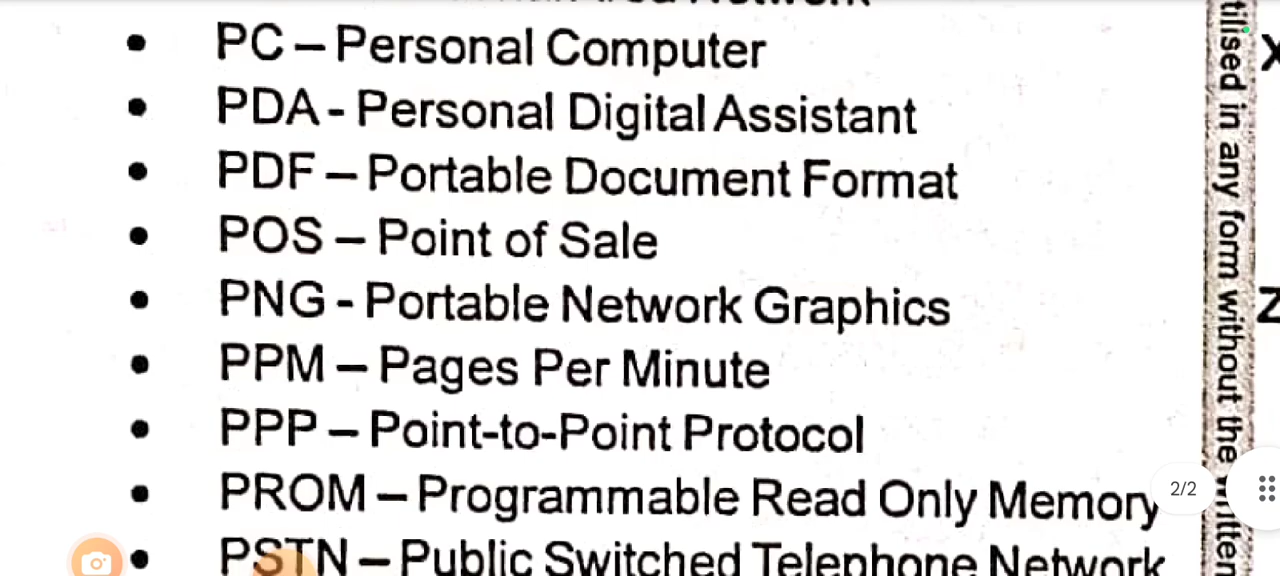 • PC – Personal Computer
• PDA - Personal Digital Assistant
• PDF – Portable Document Format
• POS – Point of Sale
• PNG - Portable Network Graphics
• PPM – Pages Per Minute
• PPP – Point-to-Point Protocol
• PROM – Programmable Read Only Memory
• PSTN – Public Switched Telephone Network
tilised in any form without the
X
Z
2/2